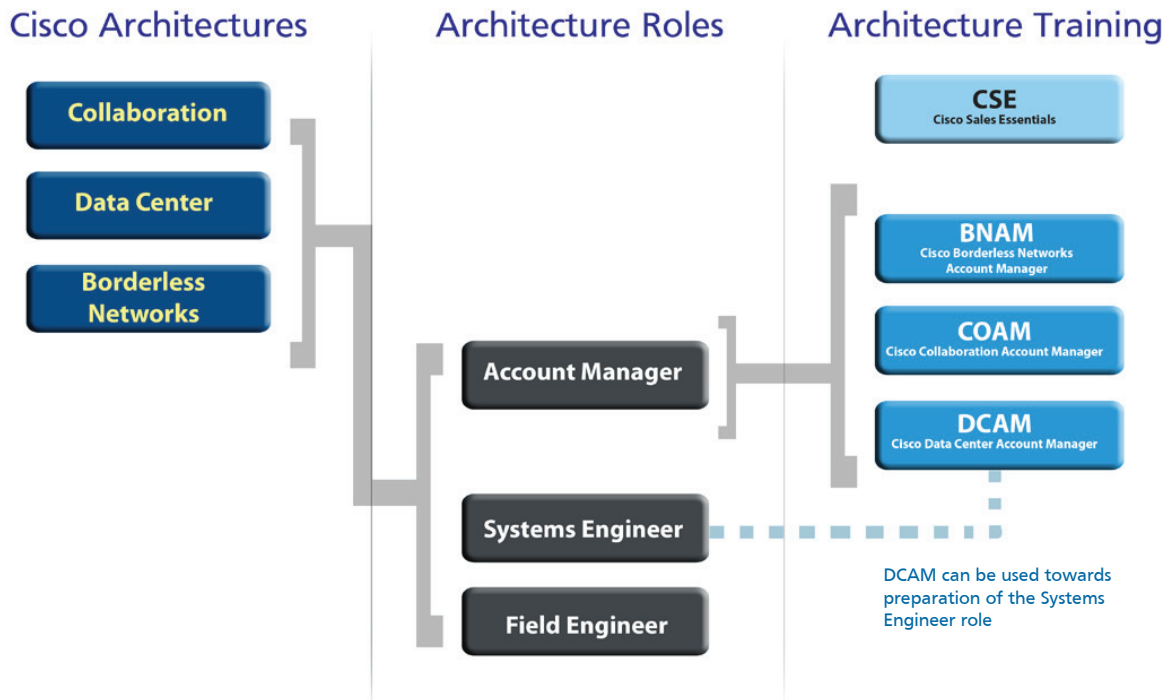 Cisco Architectures
Architecture Roles
Architecture Training
Collaboration
Data Center
Borderless
Networks
Account Manager
Systems Engineer
Field Engineer
CSE
Cisco Sales Essentials
BNAM
Cisco Borderless Networks
Account Manager
COAM
Cisco Collaboration Account Manager
DCAM
Cisco Data Center Account Manager
DCAM can be used towards
preparation of the Systems
Engineer role